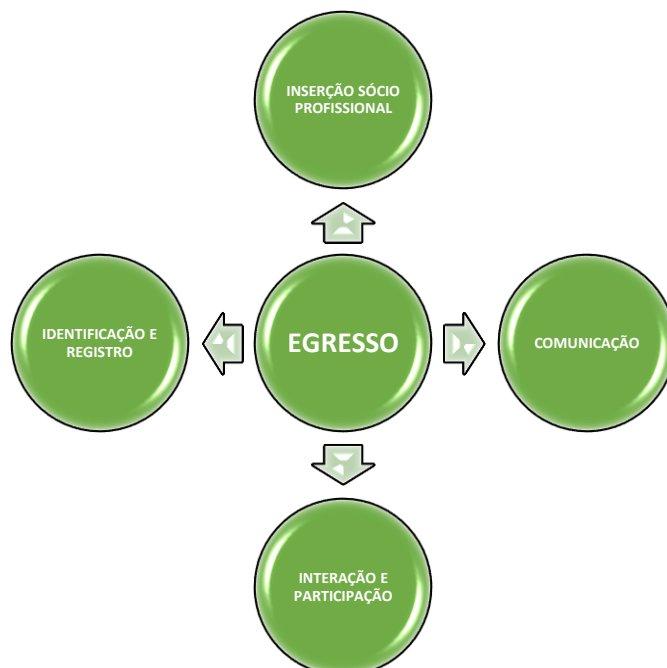 INSERÇÃO SÓCIO
PROFISSIONAL
IDENTIFICAÇÃO E
REGISTRO
EGRESSO
COMUNICAÇÃO
INTERAÇÃO E
PARTICIPAÇÃO